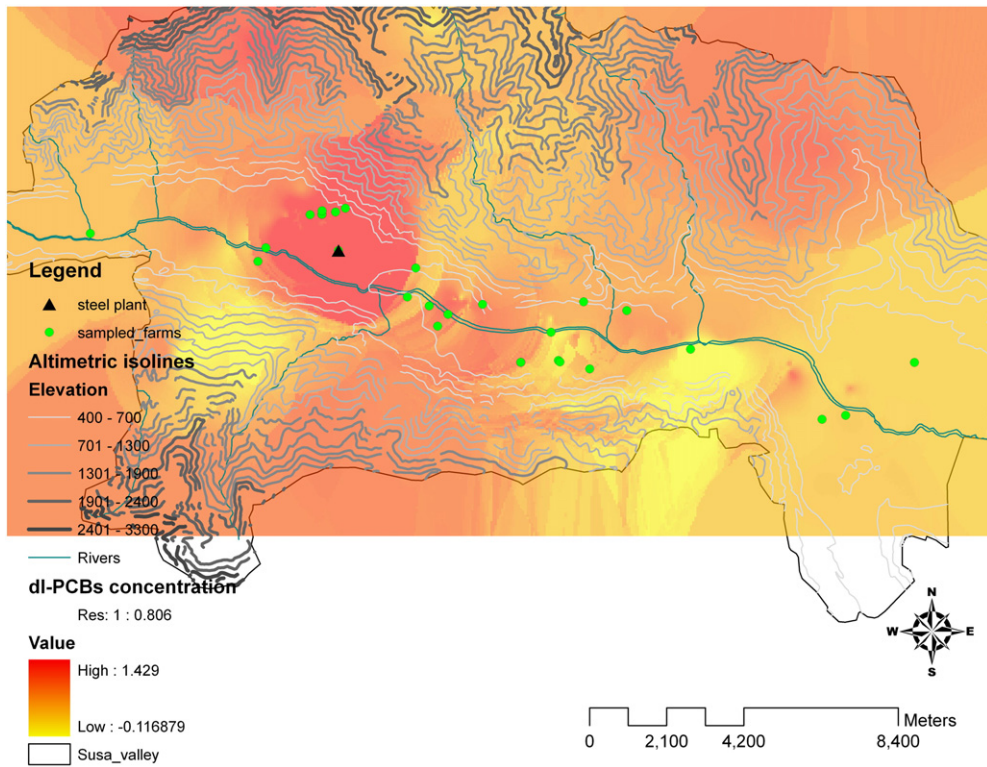 Legend
steel plant
sampled_farms
Altimetric isolines
Elevation
400 - 700
701 - 1300
1301 - 1900
1901 - 2400
2401 - 3300
Rivers
dl-PCBs concentration
Res: 1 : 0.806
Value
High : 1.429
Low : -0.116879
Susa_valley
N
W E
S
Meters
0 2,100 4,200 8,400